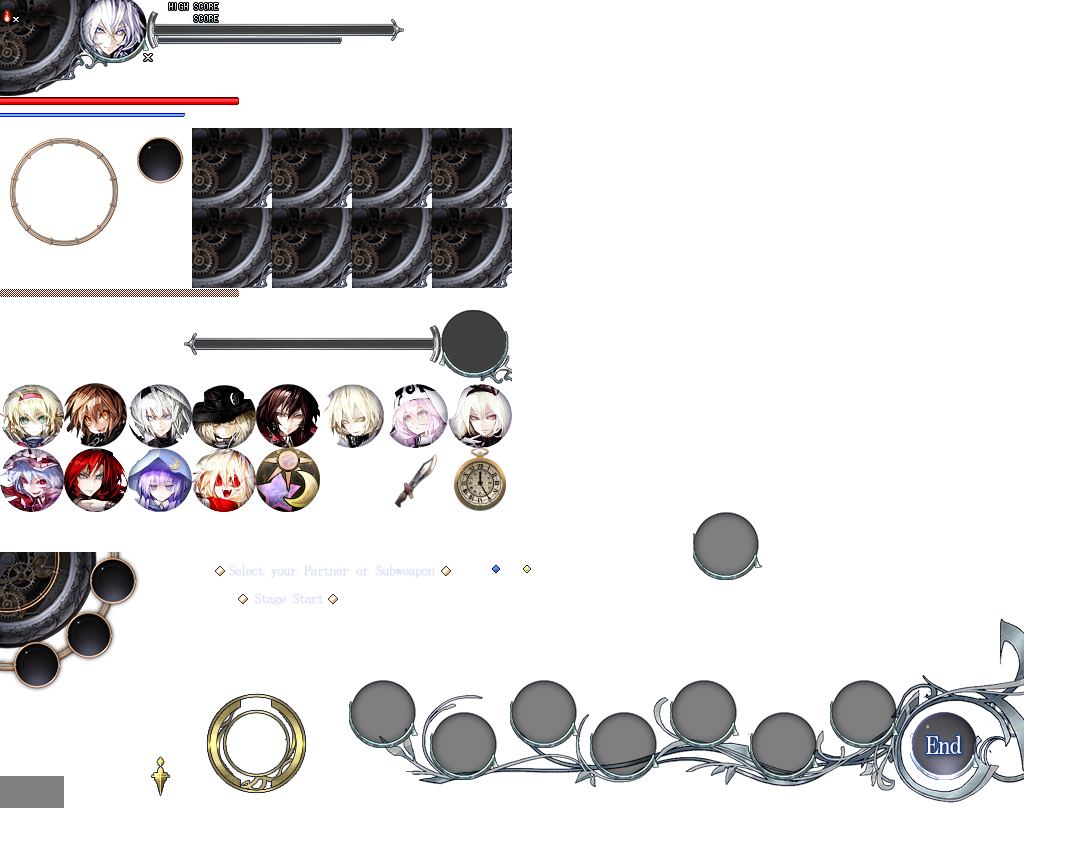 HIGH SCORE
SCORE
×
×
Select your Partner or Subweapon
Stage Start
End